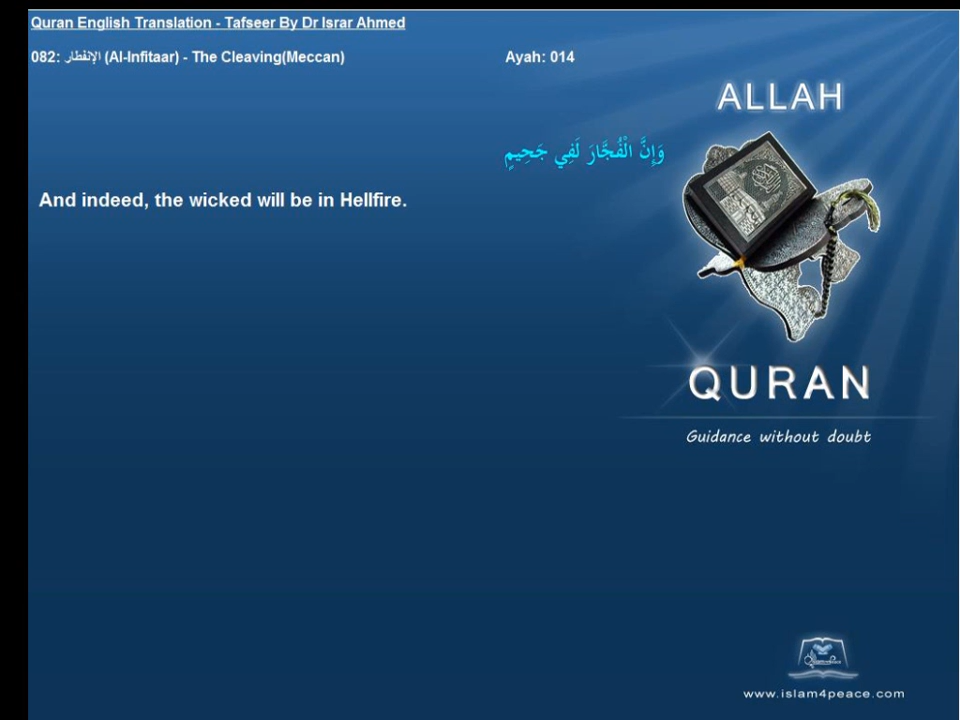 Quran English Translation - Tafseer By Dr Israr Ahmed
082: الإنفطار (Al-Infitaar) - The Cleaving(Meccan) Ayah: 014
ALLAH
وَإِنَّ الْفُجَّارَ لَفِي جَحِيمٍ
And indeed, the wicked will be in Hellfire.
QURAN
Guidance without doubt
www.islam4peace.com